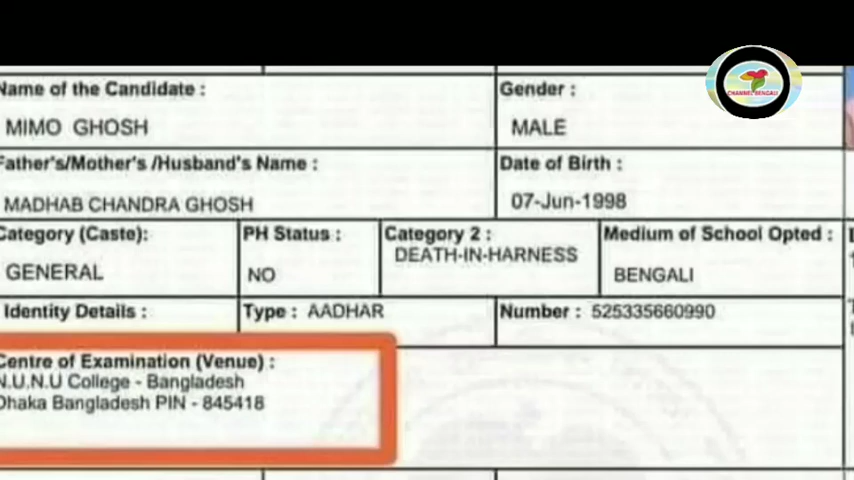 CHANNEL BENGALI
Name of the Candidate :
MIMO GHOSH
Gender :
MALE
Father's/Mother's /Husband's Name :
MADHAB CHANDRA GHOSH
Date of Birth :
07-Jun-1998
Category (Caste):
GENERAL
PH Status :
NO
Category 2 :
DEATH-IN-HARNESS
Medium of School Opted :
BENGALI
Identity Details :
Type : AADHAR
Number : 525335660990
Centre of Examination (Venue) :
N.U.N.U College - Bangladesh
Dhaka Bangladesh PIN - 845418